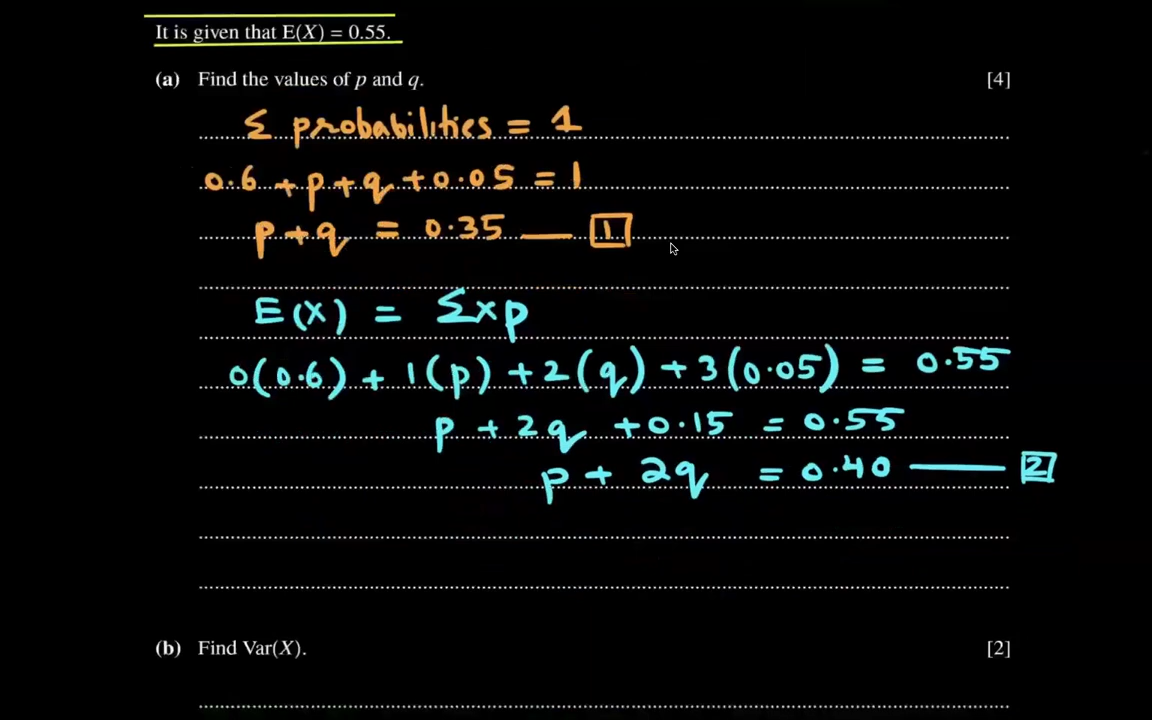 It is given that E(X) = 0.55.
(a) Find the values of p and q. [4]
Σ probabilities = 1
0.6 + p + q + 0.05 = 1
p + q = 0.35 — 1
E(X) = Σxp
0(0.6) + 1(p) + 2(q) + 3(0.05) = 0.55
p + 2q + 0.15 = 0.55
p + 2q = 0.40 — 2
(b) Find Var(X). [2]